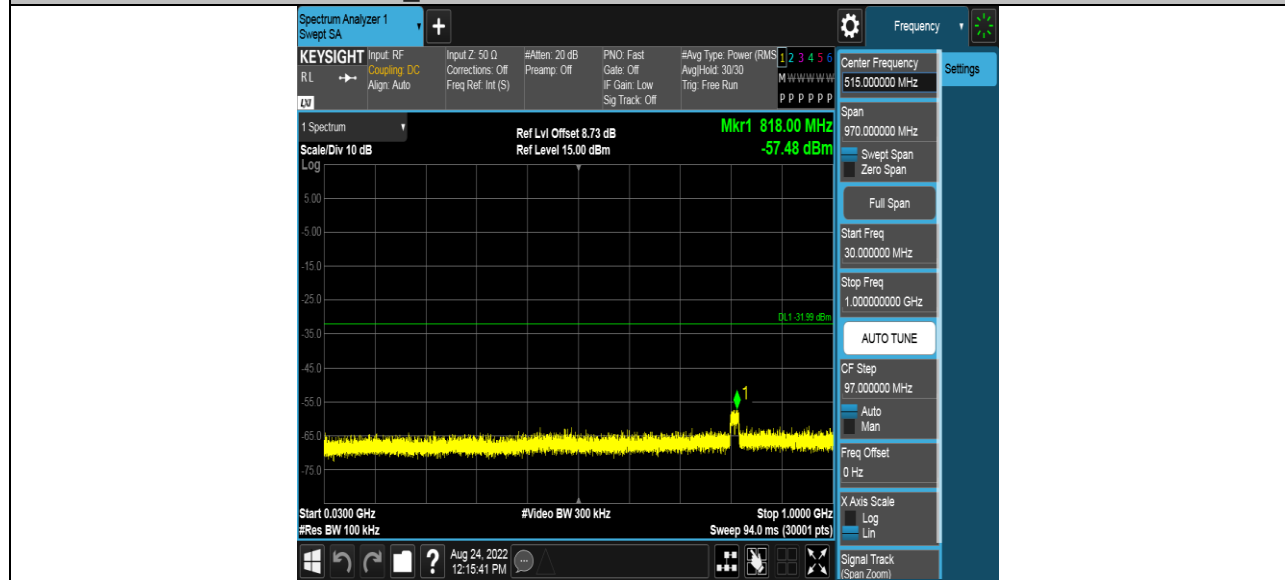 Spectrum Analyzer 1
Swept SA
Frequency
KEYSIGHT
RL
LXI
Input: RF
Coupling: DC
Align: Auto
Input Z: 50 Ω
Corrections: Off
Freq Ref: Int (S)
#Atten: 20 dB
Preamp: Off
PNO: Fast
Gate: Off
IF Gain: Low
Sig Track: Off
#Avg Type: Power (RMS
Avg|Hold: 30/30
Trig: Free Run
1 2 3 4 5 6
M W W W W W
P P P P P P
1 Spectrum
Scale/Div 10 dB
Ref Lvl Offset 8.73 dB
Ref Level 15.00 dBm
Mkr1 818.00 MHz
-57.48 dBm
Log
5.00
-5.00
-15.0
-25.0
DL1 -31.99 dBm
-35.0
-45.0
1
-55.0
-65.0
-75.0
Start 0.0300 GHz
#Res BW 100 kHz
#Video BW 300 kHz
Stop 1.0000 GHz
Sweep 94.0 ms (30001 pts)
?
Aug 24, 2022
12:15:41 PM
Center Frequency
515.000000 MHz
Span
970.000000 MHz
Swept Span
Zero Span
Full Span
Start Freq
30.000000 MHz
Stop Freq
1.000000000 GHz
AUTO TUNE
CF Step
97.000000 MHz
Auto
Man
Freq Offset
0 Hz
X Axis Scale
Log
Lin
Signal Track
(Span Zoom)
Settings